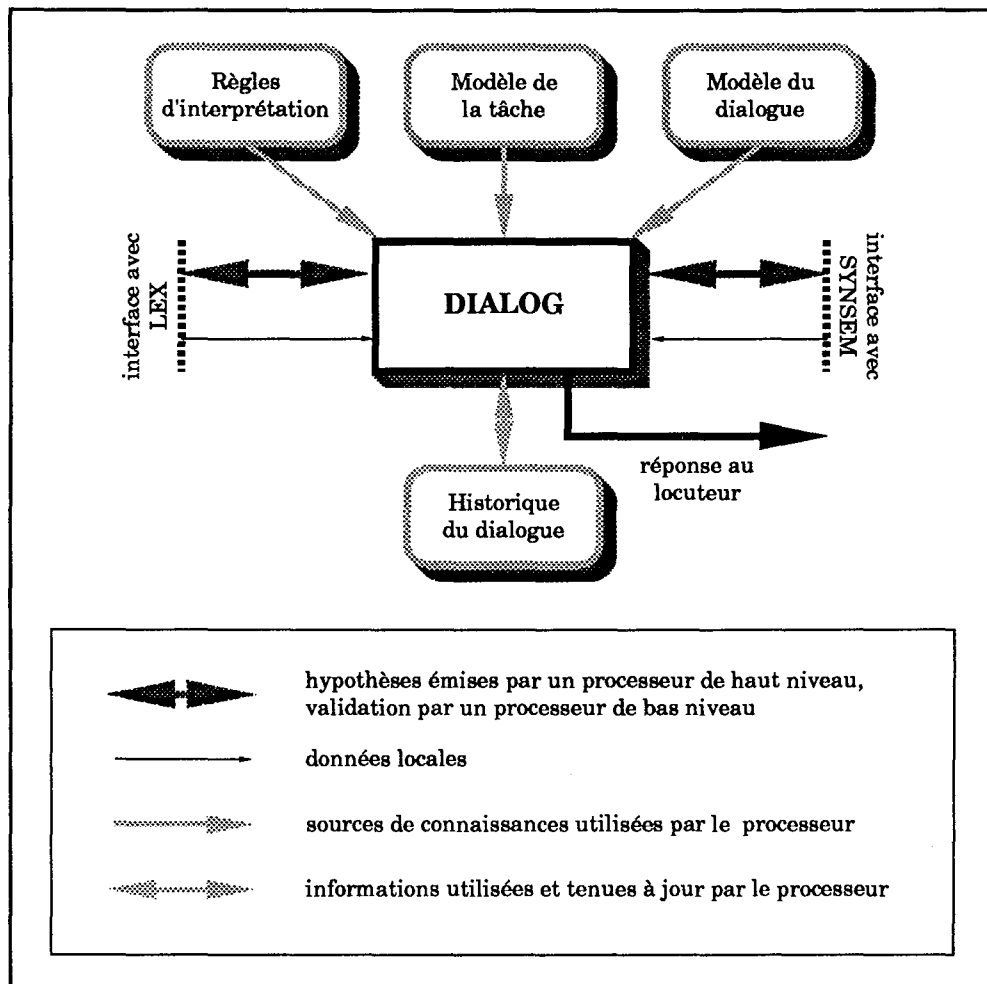 Règles
d'interprétation
Modèle de
la tâche
Modèle du
dialogue
interface avec
LEX
DIALOG
interface avec
SYNSEM
réponse au
locuteur
Historique
du dialogue
hypothèses émises par un processeur de haut niveau,
validation par un processeur de bas niveau
données locales
sources de connaissances utilisées par le processeur
informations utilisées et tenues à jour par le processeur